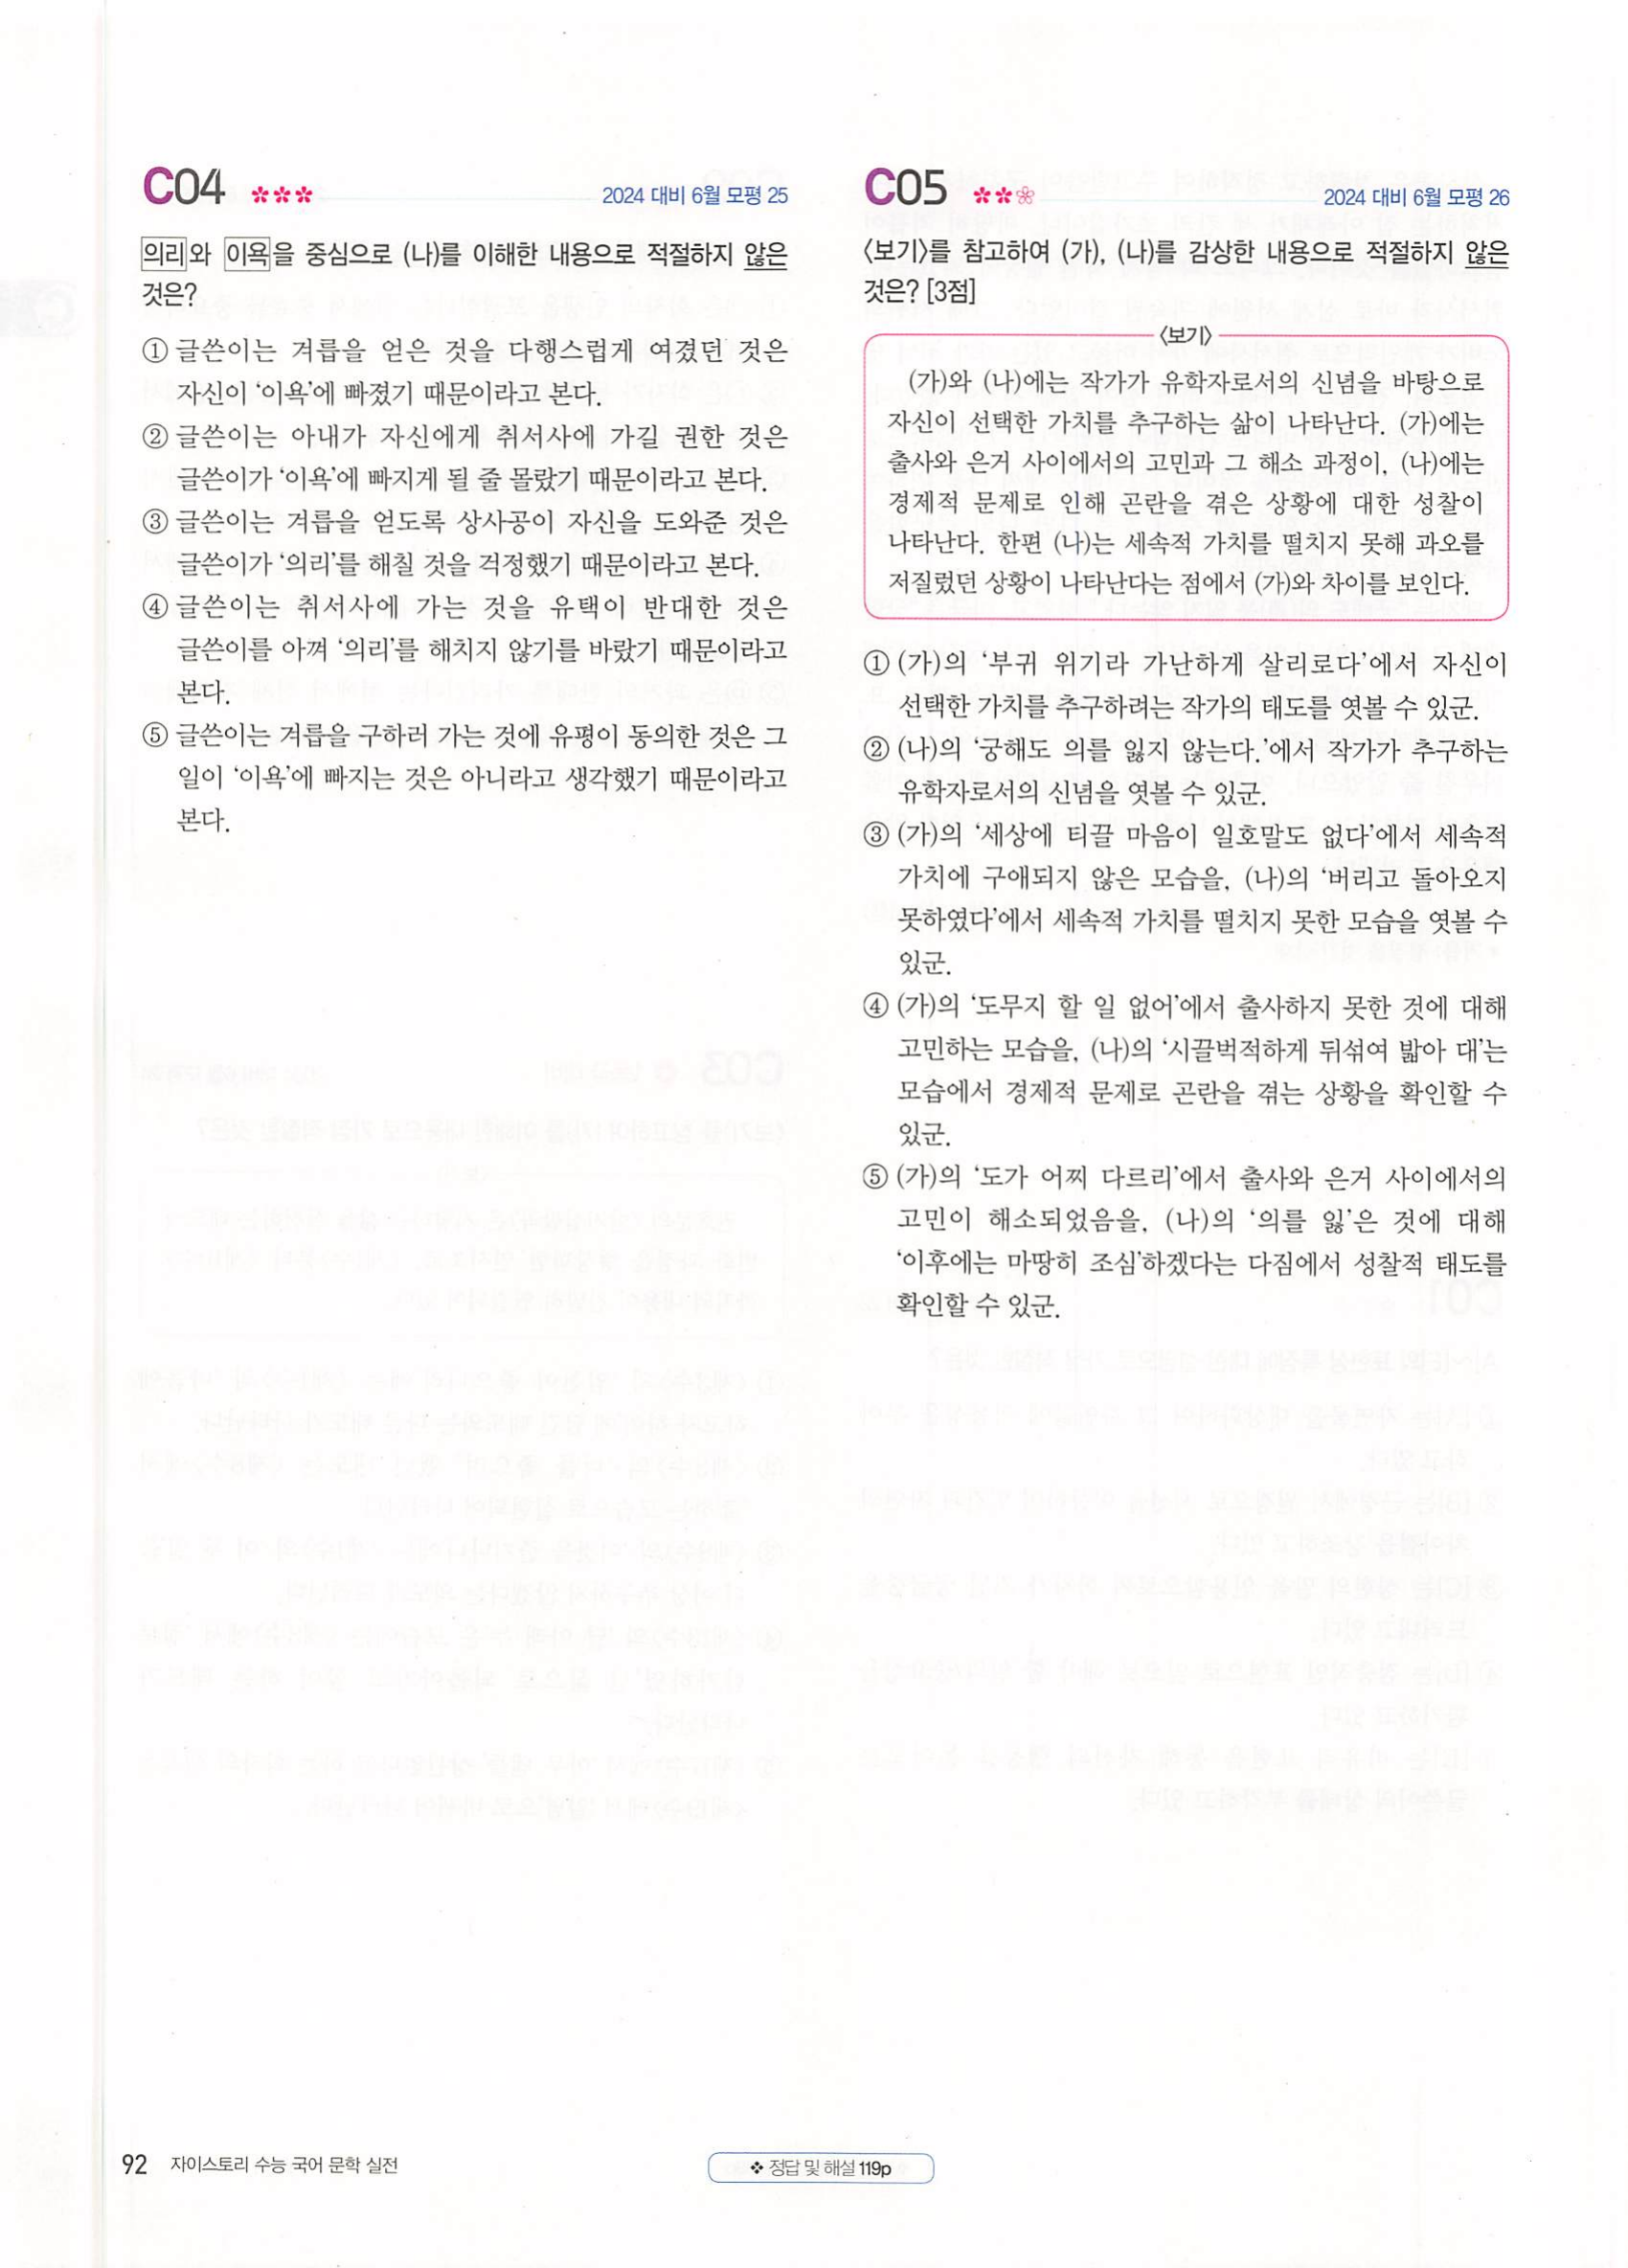 C04 ✽✽✽ 2024 대비 6월 모평 25
의리와 이욕을 중심으로 (나)를 이해한 내용으로 적절하지 않은
것은?
① 글쓴이는 겨릅을 얻은 것을 다행스럽게 여겼던 것은
자신이 ‘이욕’에 빠졌기 때문이라고 본다.
② 글쓴이는 아내가 자신에게 취서사에 가길 권한 것은
글쓴이가 ‘이욕’에 빠지게 될 줄 몰랐기 때문이라고 본다.
③ 글쓴이는 겨릅을 얻도록 상사공이 자신을 도와준 것은
글쓴이가 ‘의리’를 해칠 것을 걱정했기 때문이라고 본다.
④ 글쓴이는 취서사에 가는 것을 유택이 반대한 것은
글쓴이를 아껴 ‘의리’를 해치지 않기를 바랐기 때문이라고
본다.
⑤ 글쓴이는 겨릅을 구하러 가는 것에 유평이 동의한 것은 그
일이 ‘이욕’에 빠지는 것은 아니라고 생각했기 때문이라고
본다.
C05 ✽✽❀ 2024 대비 6월 모평 26
〈보기〉를 참고하여 (가), (나)를 감상한 내용으로 적절하지 않은
것은? [3점]
〈보기〉
(가)와 (나)에는 작가가 유학자로서의 신념을 바탕으로
자신이 선택한 가치를 추구하는 삶이 나타난다. (가)에는
출사와 은거 사이에서의 고민과 그 해소 과정이, (나)에는
경제적 문제로 인해 곤란을 겪은 상황에 대한 성찰이
나타난다. 한편 (나)는 세속적 가치를 떨치지 못해 과오를
저질렀던 상황이 나타난다는 점에서 (가)와 차이를 보인다.
① (가)의 ‘부귀 위기라 가난하게 살리로다’에서 자신이
선택한 가치를 추구하려는 작가의 태도를 엿볼 수 있군.
② (나)의 ‘궁해도 의를 잃지 않는다.’에서 작가가 추구하는
유학자로서의 신념을 엿볼 수 있군.
③ (가)의 ‘세상에 티끌 마음이 일호말도 없다’에서 세속적
가치에 구애되지 않은 모습을, (나)의 ‘버리고 돌아오지
못하였다’에서 세속적 가치를 떨치지 못한 모습을 엿볼 수
있군.
④ (가)의 ‘도무지 할 일 없어’에서 출사하지 못한 것에 대해
고민하는 모습을, (나)의 ‘시끌벅적하게 뒤섞여 밟아 대’는
모습에서 경제적 문제로 곤란을 겪는 상황을 확인할 수
있군.
⑤ (가)의 ‘도가 어찌 다르리’에서 출사와 은거 사이에서의
고민이 해소되었음을, (나)의 ‘의를 잃’은 것에 대해
‘이후에는 마땅히 조심’하겠다는 다짐에서 성찰적 태도를
확인할 수 있군.
92 자이스토리 수능 국어 문학 실전
❖ 정답 및 해설 119p